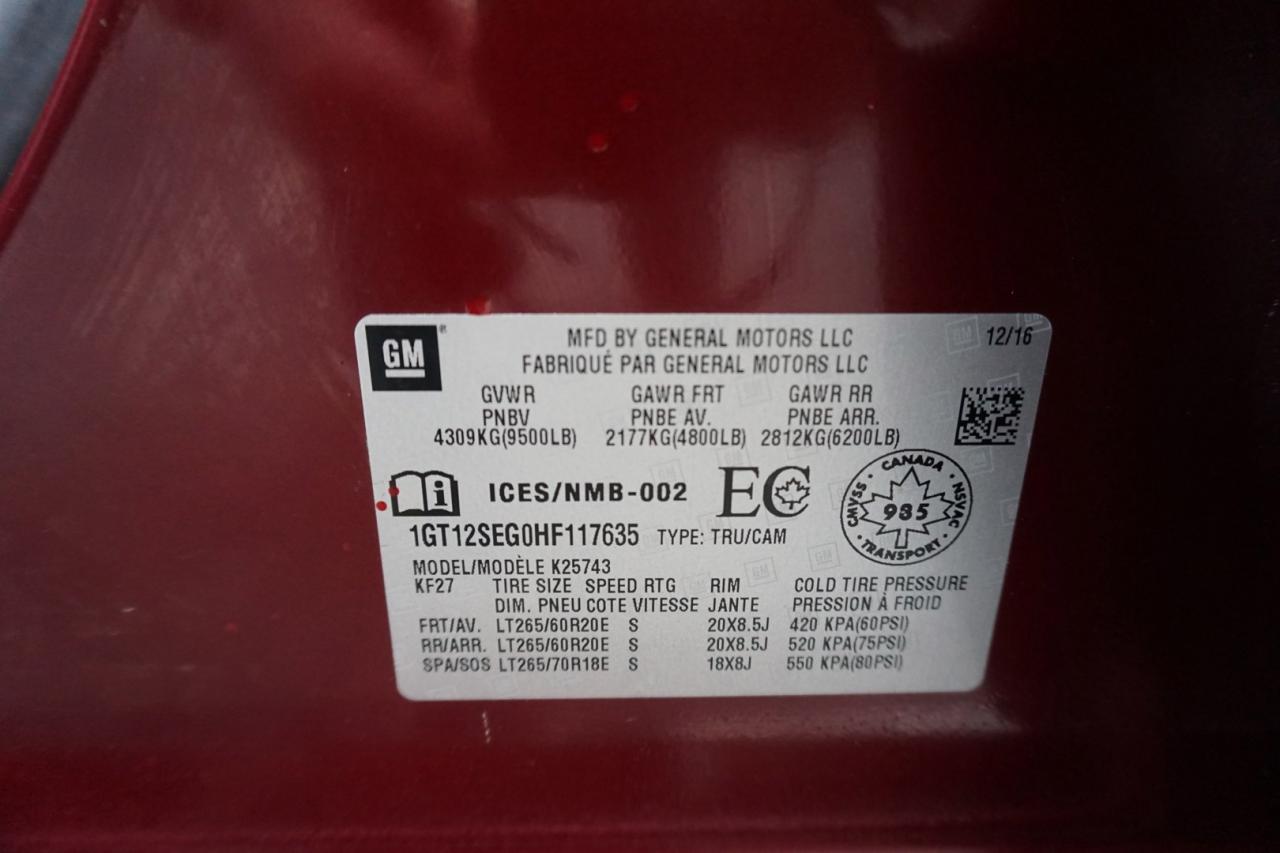 GM
MFD BY GENERAL MOTORS LLC
12/16
FABRIQUÉ PAR GENERAL MOTORS LLC
GVWR GAWR FRT GAWR RR
PNBV PNBE AV. PNBE ARR.
4309KG(9500LB) 2177KG(4800LB) 2812KG(6200LB)
i ICES/NMB-002 EC
CANADA
CMVSS 985 NSVAC
• TRANSPORT •
1GT12SEG0HF117635 TYPE: TRU/CAM
MODEL/MODÈLE K25743
KF27 TIRE SIZE SPEED RTG RIM COLD TIRE PRESSURE
DIM. PNEU COTE VITESSE JANTE PRESSION À FROID
FRT/AV. LT265/60R20E S 20X8.5J 420 KPA(60PSI)
RR/ARR. LT265/60R20E S 20X8.5J 520 KPA(75PSI)
SPA/SOS LT265/70R18E S 18X8J 550 KPA(80PSI)